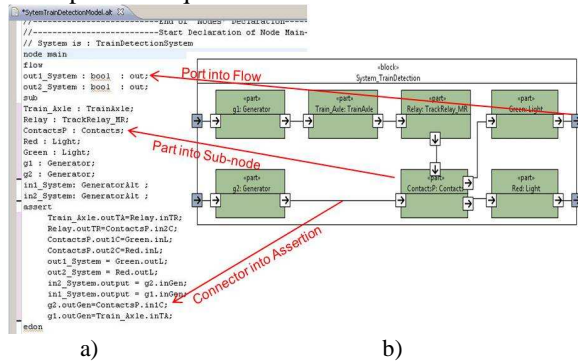 *SytemTrainDetectionModel.alt
//--------------------------End of "Nodes" Declaration------
//--------------------------Start Declaration of Node Main-
// System is : TrainDetectionSystem
node main
flow
out1_System : bool : out;
out2_System : bool : out;
sub
Train_Axle : TrainAxle;
Relay : TrackRelay_MR;
ContactsP : Contacts;
Red : Light;
Green : Light;
g1 : Generator;
g2 : Generator;
in1_System: GeneratorAlt ;
in2_System: GeneratorAlt ;
assert
Train_Axle.outTA=Relay.inTR;
Relay.outTR=ContactsP.in2C;
ContactsP.out1C=Green.inL;
ContactsP.out2C=Red.inL;
out1_System = Green.outL;
out2_System = Red.outL;
in2_System.output = g2.inGen;
in1_System.output = g1.inGen;
g2.outGen=ContactsP.in1C;
g1.outGen=Train_Axle.inTA;
edon
Port into Flow
Part into Sub-node
Connector into Assertion
«block»
System_TrainDetection
«part»
g1: Generator
«part»
Train_Axle: TrainAxle
«part»
Relay: TrackRelay_MR
«part»
Green: Light
«part»
g2: Generator
«part»
ContactsP: Contacts
«part»
Red: Light
a)
b)